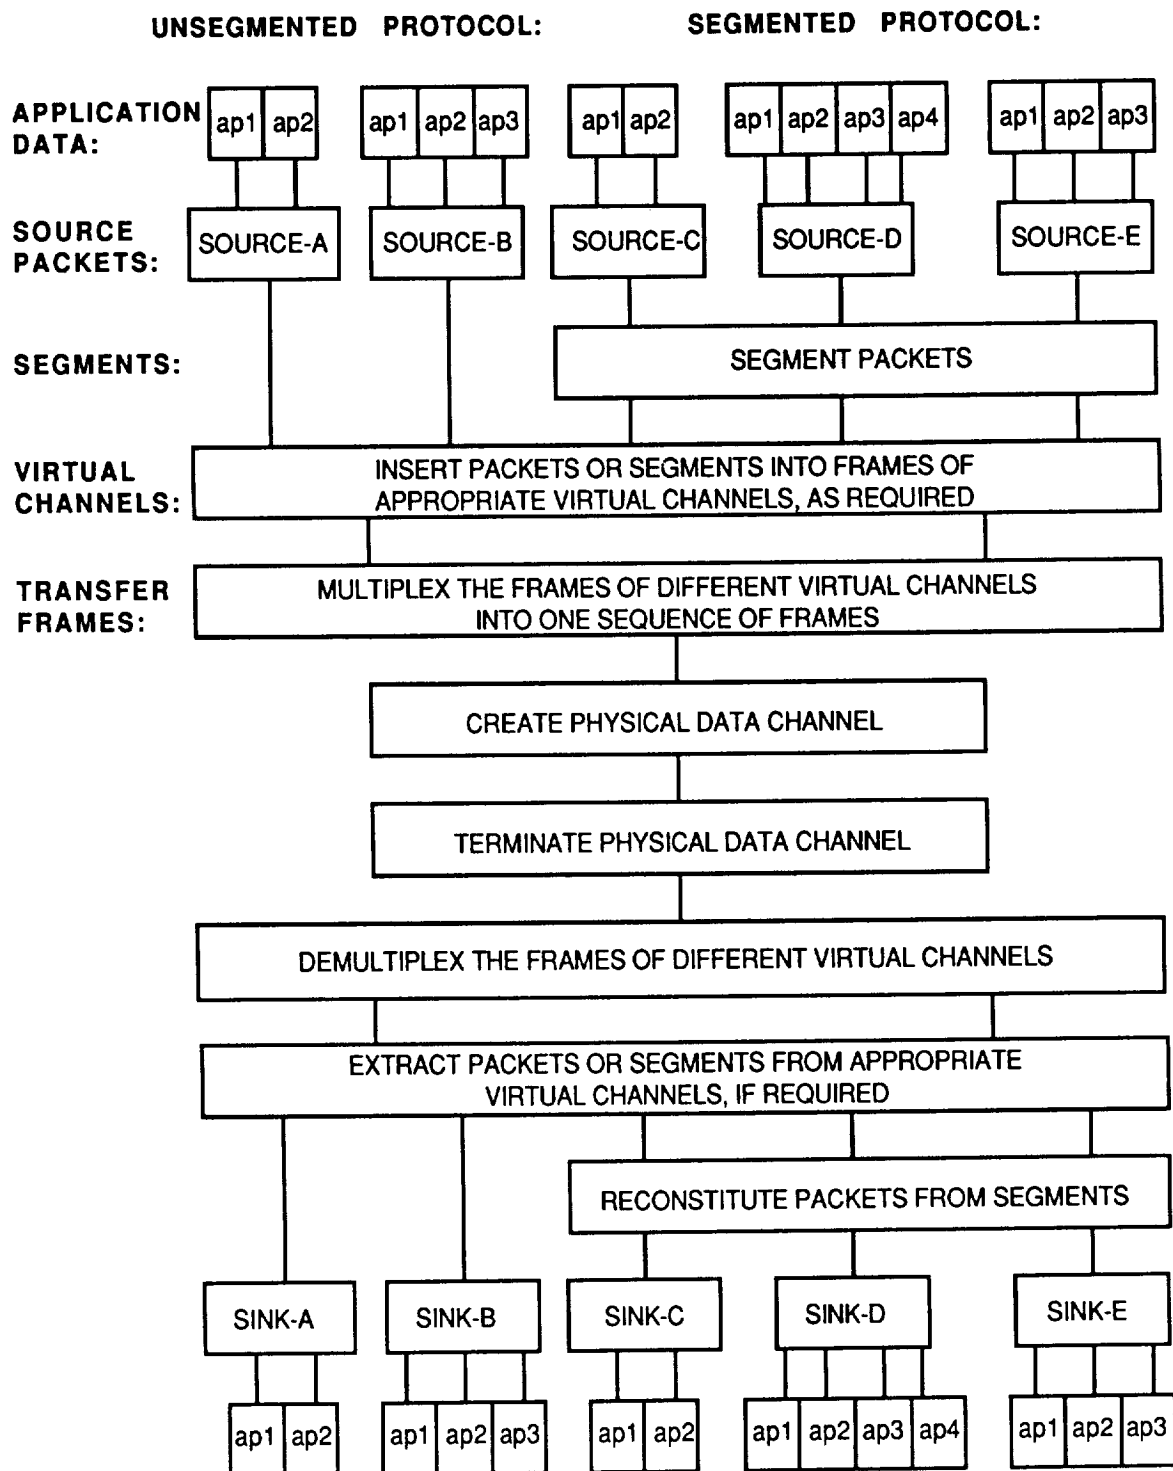 UNSEGMENTED PROTOCOL: SEGMENTED PROTOCOL:
APPLICATION DATA:
ap1 ap2 ap1 ap2 ap3 ap1 ap2 ap1 ap2 ap3 ap4 ap1 ap2 ap3
SOURCE PACKETS:
SOURCE-A SOURCE-B SOURCE-C SOURCE-D SOURCE-E
SEGMENTS:
SEGMENT PACKETS
VIRTUAL CHANNELS:
INSERT PACKETS OR SEGMENTS INTO FRAMES OF
APPROPRIATE VIRTUAL CHANNELS, AS REQUIRED
TRANSFER FRAMES:
MULTIPLEX THE FRAMES OF DIFFERENT VIRTUAL CHANNELS
INTO ONE SEQUENCE OF FRAMES
CREATE PHYSICAL DATA CHANNEL
TERMINATE PHYSICAL DATA CHANNEL
DEMULTIPLEX THE FRAMES OF DIFFERENT VIRTUAL CHANNELS
EXTRACT PACKETS OR SEGMENTS FROM APPROPRIATE
VIRTUAL CHANNELS, IF REQUIRED
RECONSTITUTE PACKETS FROM SEGMENTS
SINK-A SINK-B SINK-C SINK-D SINK-E
ap1 ap2 ap1 ap2 ap3 ap1 ap2 ap1 ap2 ap3 ap4 ap1 ap2 ap3